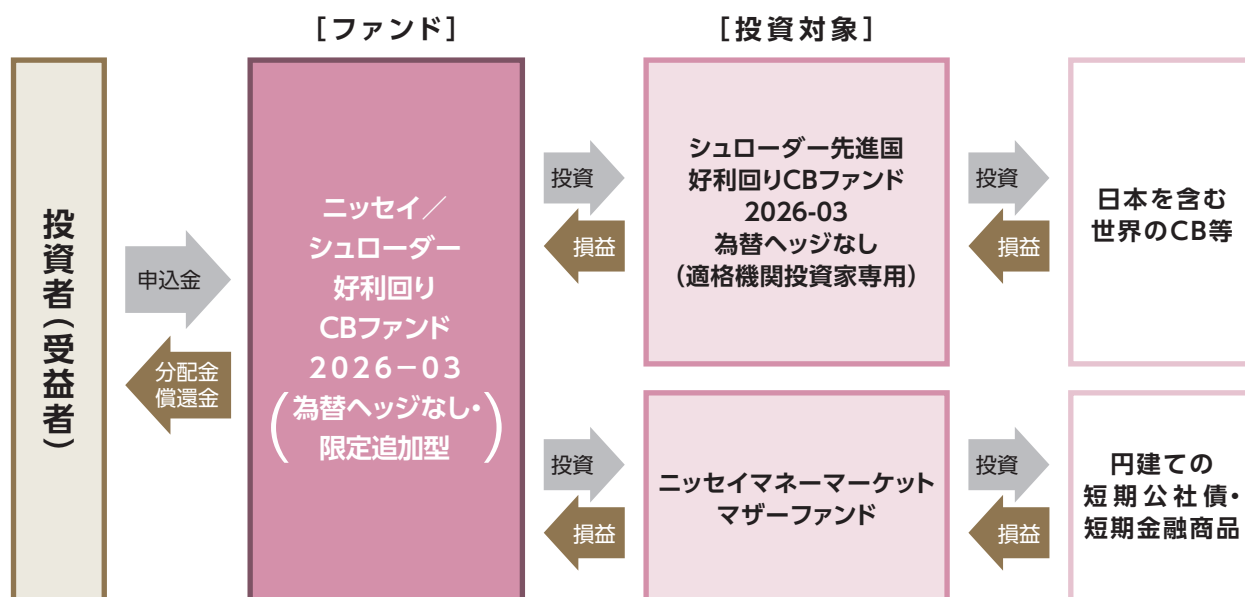 [ファンド]
[投資対象]
投資者(受益者)
申込金
分配金
償還金
ニッセイ/
シュローダー
好利回り
CBファンド
2026-03
(為替ヘッジなし・
限定追加型)
投資
損益
シュローダー先進国
好利回りCBファンド
2026-03
為替ヘッジなし
(適格機関投資家専用)
投資
損益
日本を含む
世界のCB等
投資
損益
ニッセイマネーマーケット
マザーファンド
投資
損益
円建ての
短期公社債・
短期金融商品